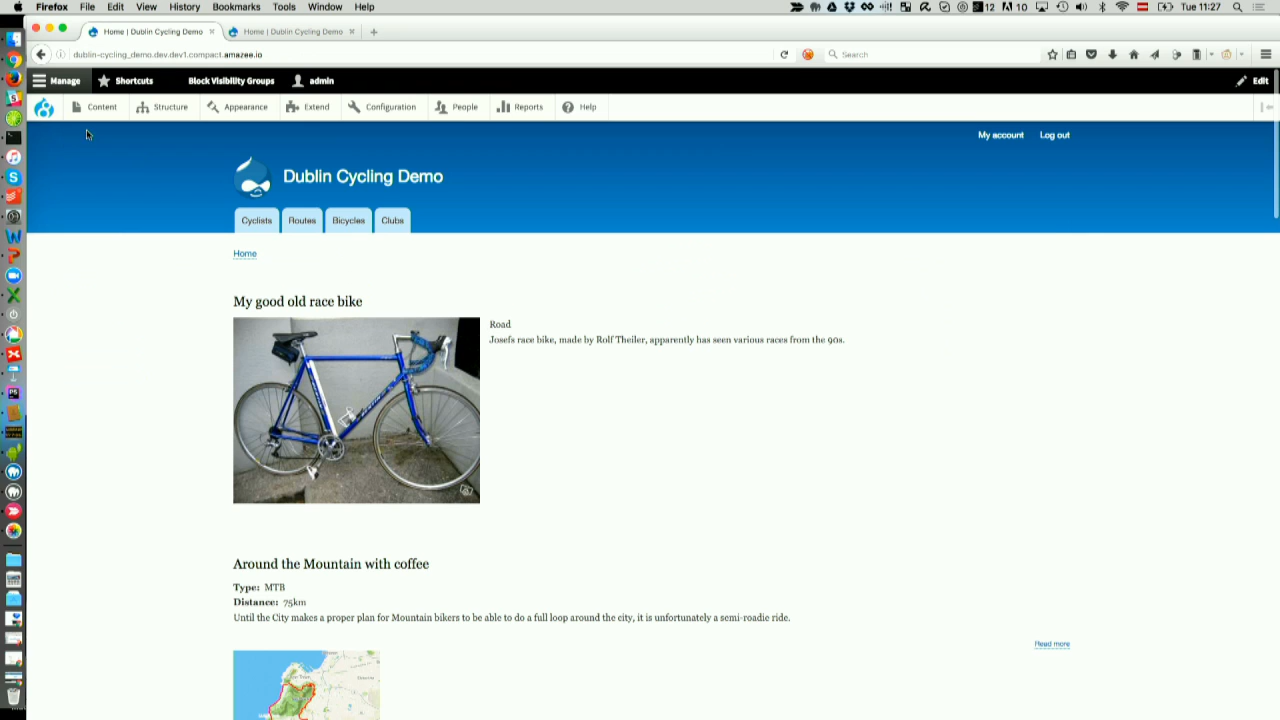 Firefox File Edit View History Bookmarks Tools Window Help 12 10 Tue 11:27
Home | Dublin Cycling Demo Home | Dublin Cycling Demo
dublin-cycling_demo.dev.dev1.compact.amazee.io Search
Manage Shortcuts Block Visibility Groups admin Edit
Content Structure Appearance Extend Configuration People Reports Help
My account Log out
Dublin Cycling Demo
Cyclists Routes Bicycles Clubs
Home
My good old race bike
Road
Josefs race bike, made by Rolf Theiler, apparently has seen various races from the 90s.
Around the Mountain with coffee
Type: MTB
Distance: 75km
Until the City makes a proper plan for Mountain bikers to be able to do a full loop around the city, it is unfortunately a semi-roadie ride.
Read more